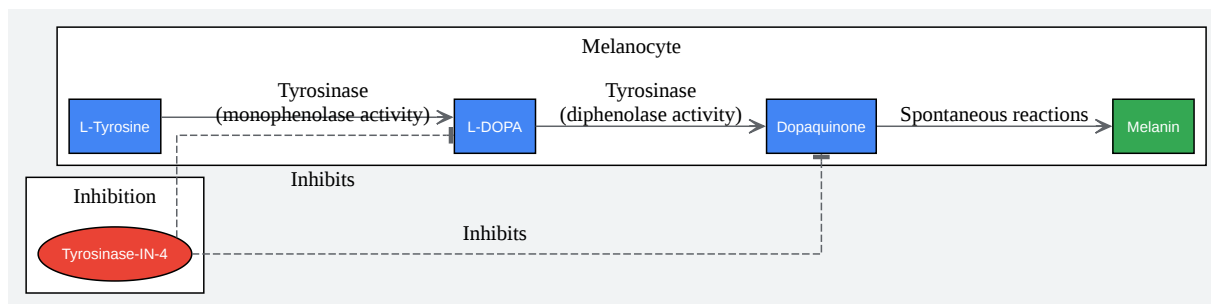 Melanocyte
Tyrosinase
(monophenolase activity)
Tyrosinase
(diphenolase activity)
Spontaneous reactions
L-Tyrosine
L-DOPA
Dopaquinone
Melanin
Inhibits
Inhibition
Inhibits
Tyrosinase-IN-4